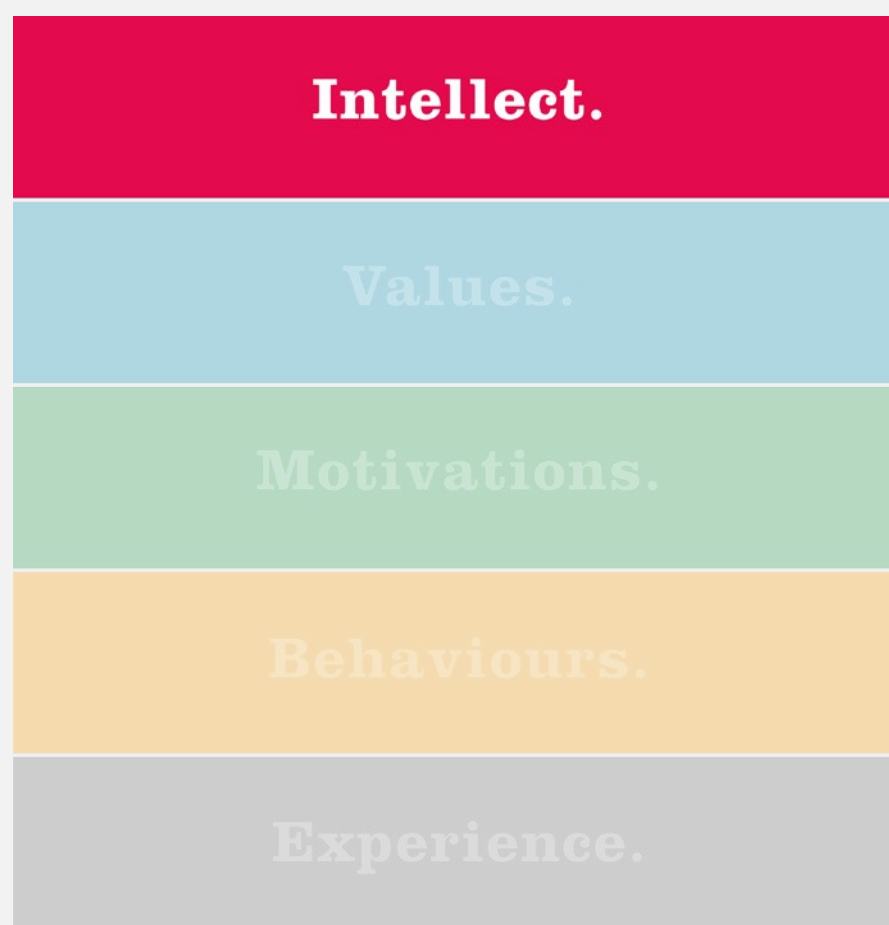 Intellect.
Values.
Motivations.
Behaviours.
Experience.